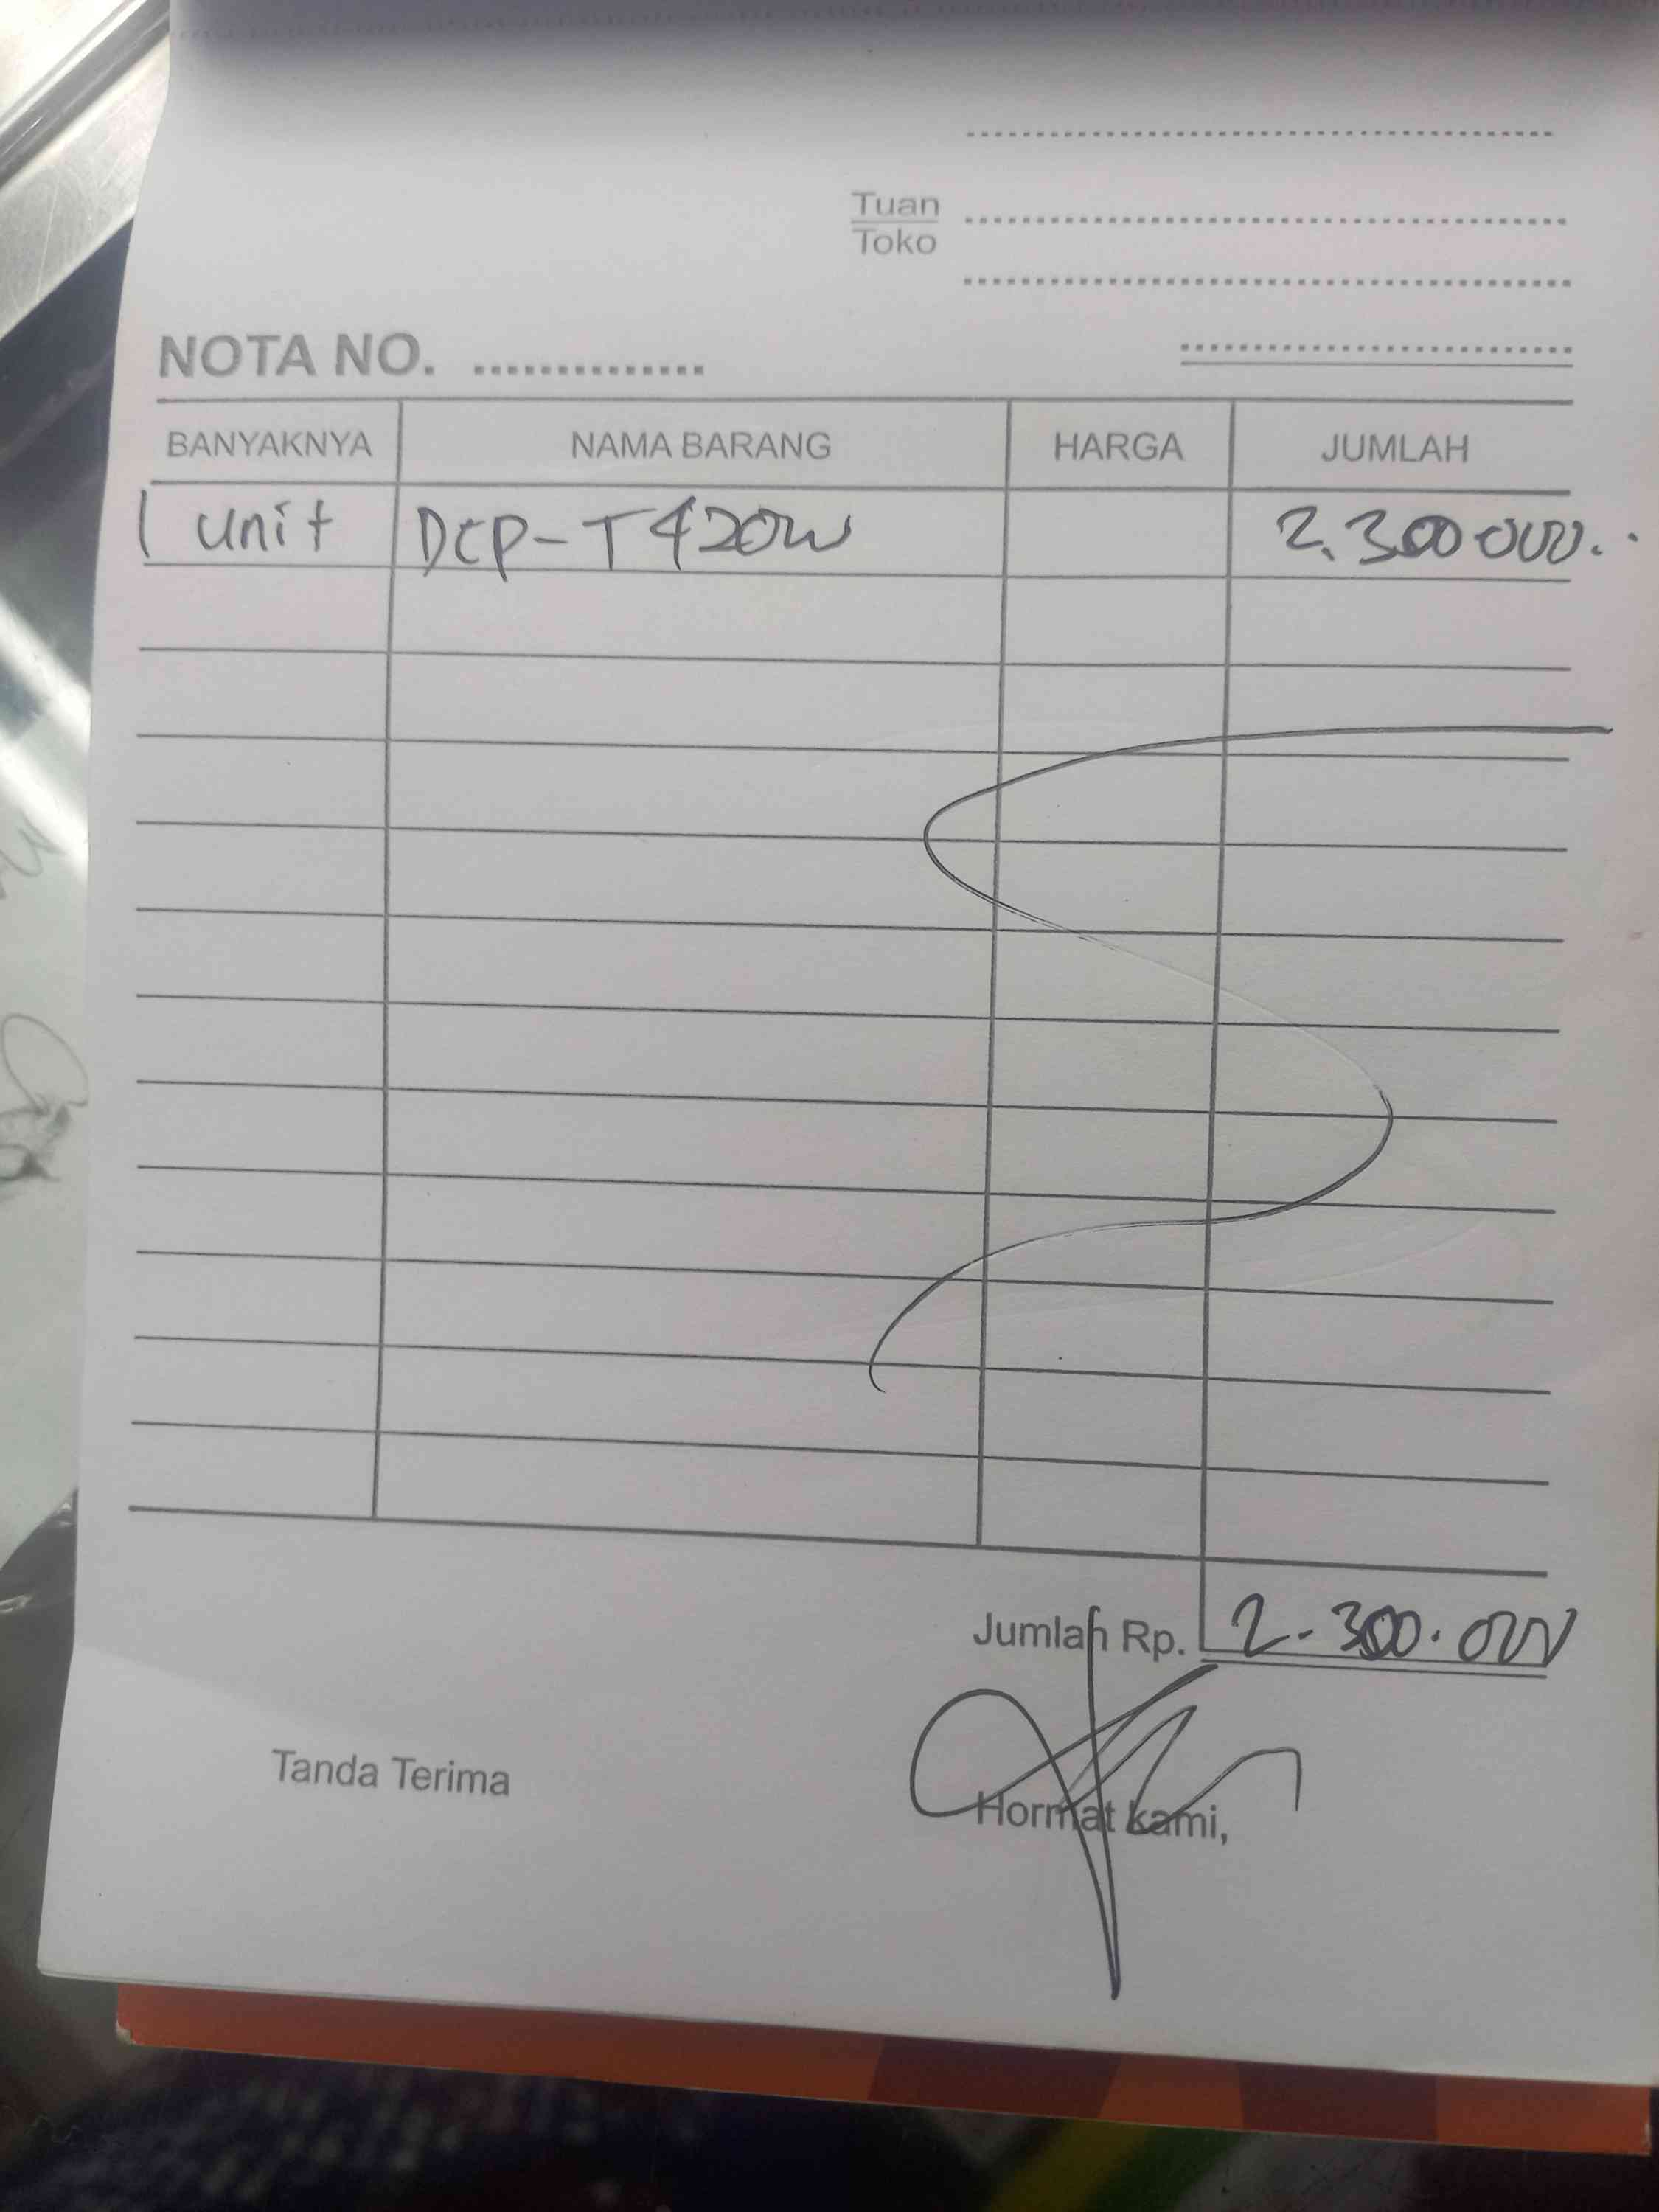 Tuan
Toko
NOTA NO. ..............
BANYAKNYA NAMA BARANG HARGA JUMLAH
1 unit DCP-T420W 2.300.000..
Jumlah Rp. 2.300.000
Tanda Terima
Hormat kami,